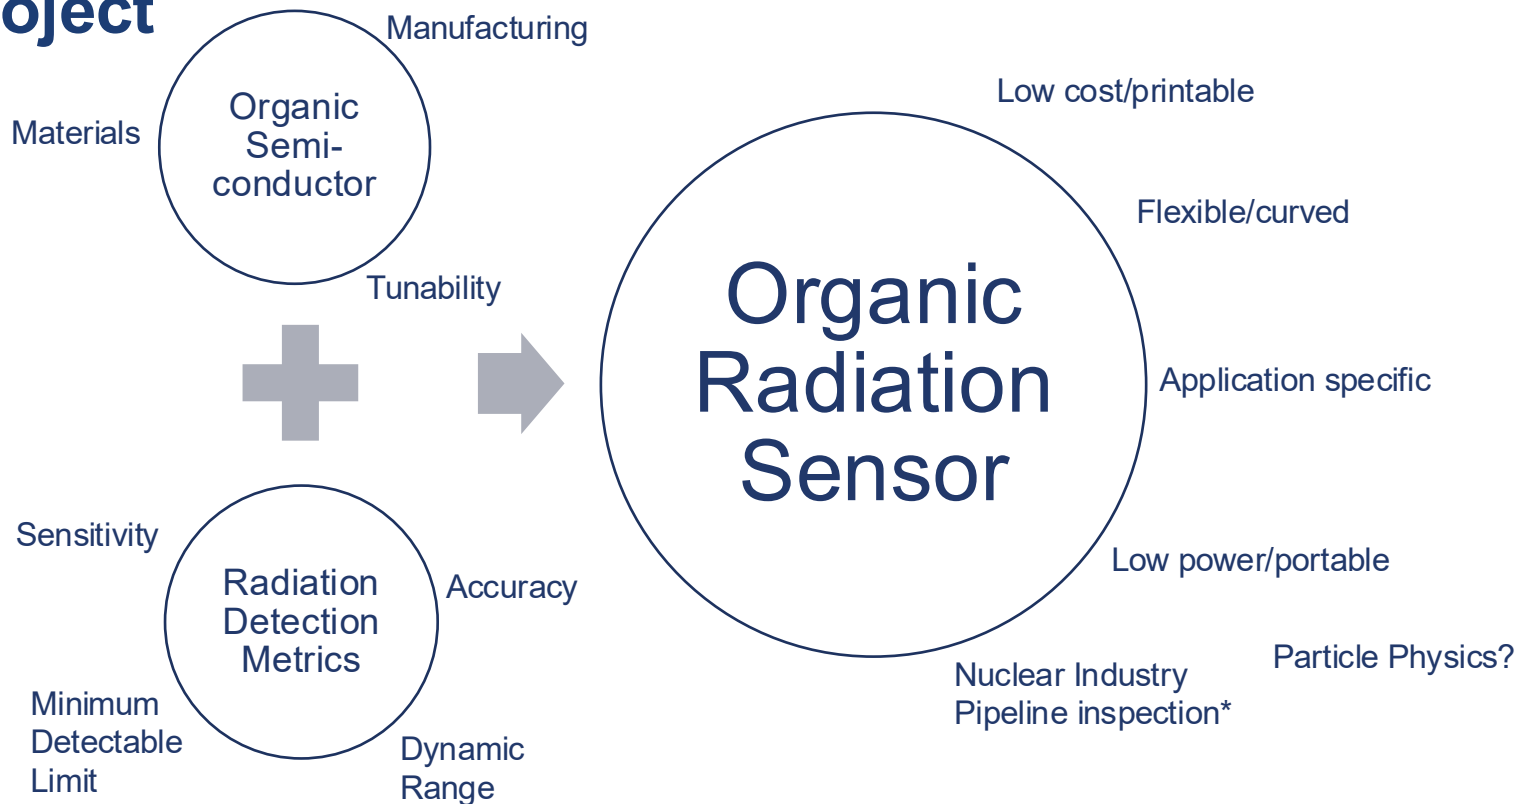 oject
Manufacturing
Materials
Organic
Semi-
conductor
Tunability
Sensitivity
Radiation
Detection
Metrics
Accuracy
Minimum
Detectable
Limit
Dynamic
Range
Organic
Radiation
Sensor
Low cost/printable
Flexible/curved
Application specific
Low power/portable
Particle Physics?
Nuclear Industry
Pipeline inspection*